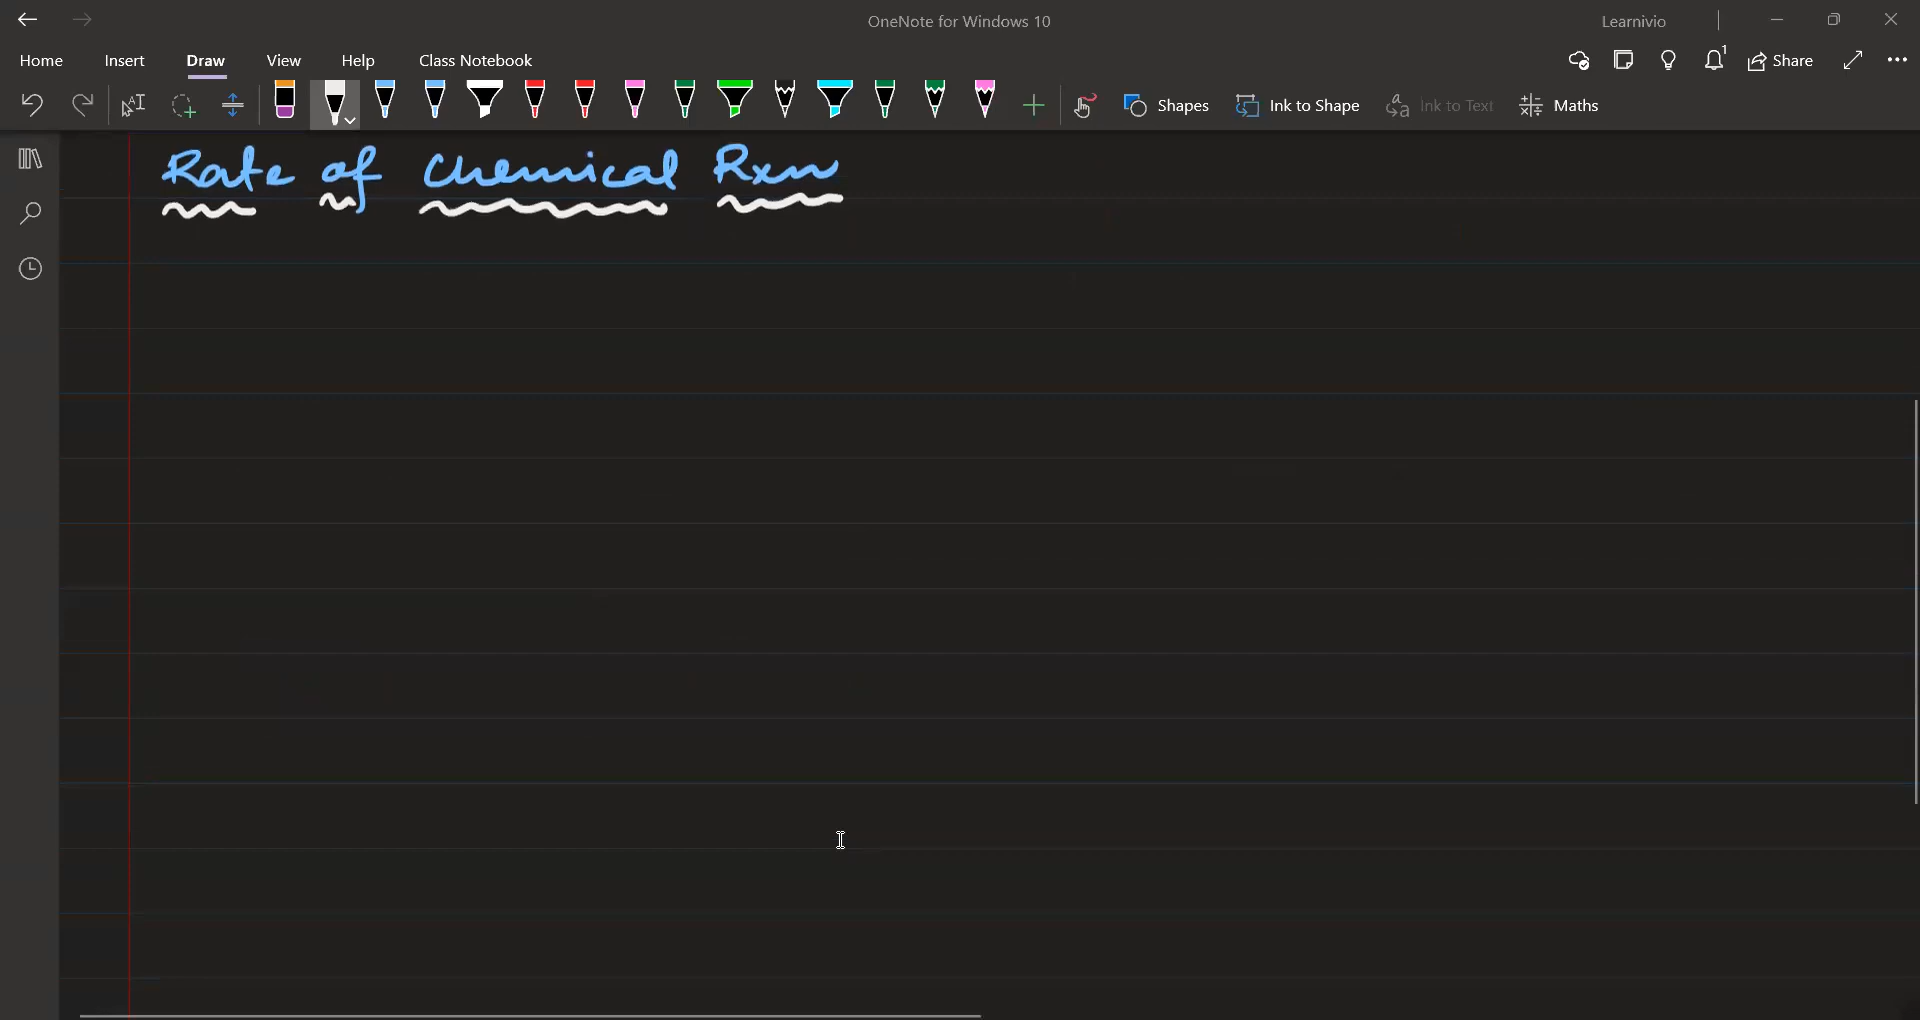 OneNote for Windows 10
Learnivio
Home Insert Draw View Help Class Notebook
1
Share
Shapes Ink to Shape Ink to Text Maths
Rate of Chemical Rxn